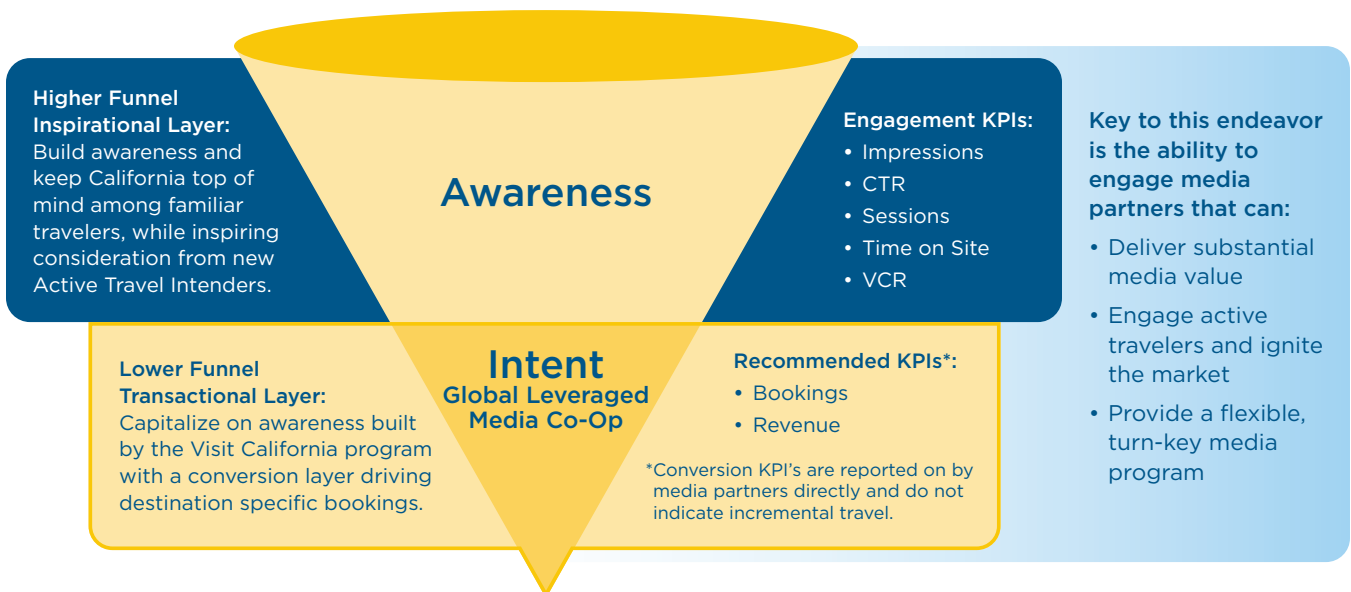 Higher Funnel
Inspirational Layer:
Build awareness and
keep California top of
mind among familiar
travelers, while inspiring
consideration from new
Active Travel Intenders.
Awareness
Engagement KPIs:
• Impressions
• CTR
• Sessions
• Time on Site
• VCR
Lower Funnel
Transactional Layer:
Capitalize on awareness built
by the Visit California program
with a conversion layer driving
destination specific bookings.
Intent
Global Leveraged
Media Co-Op
Recommended KPIs*:
• Bookings
• Revenue
*Conversion KPI's are reported on by
media partners directly and do not
indicate incremental travel.
Key to this endeavor
is the ability to
engage media
partners that can:
• Deliver substantial
media value
• Engage active
travelers and ignite
the market
• Provide a flexible,
turn-key media
program